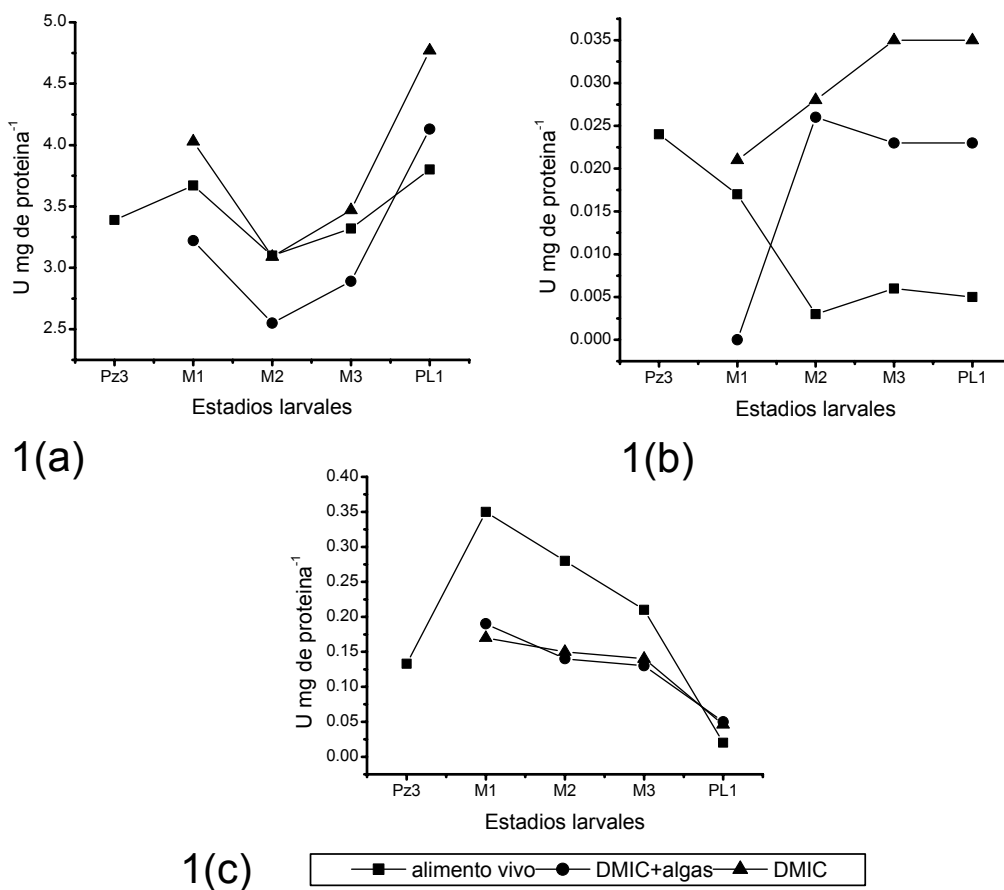 5.0
4.5
4.0
3.5
3.0
2.5
U mg de proteina⁻¹
Pz3 M1 M2 M3 PL1
Estadios larvales
1(a)
0.035
0.030
0.025
0.020
0.015
0.010
0.005
0.000
U mg de proteina⁻¹
Pz3 M1 M2 M3 PL1
Estadios larvales
1(b)
0.40
0.35
0.30
0.25
0.20
0.15
0.10
0.05
0.00
U mg de proteina⁻¹
Pz3 M1 M2 M3 PL1
Estadios larvales
1(c)
alimento vivo DMIC+algas DMIC